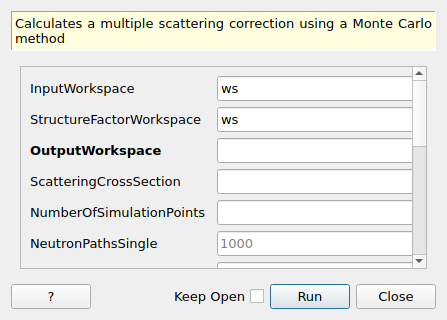 Calculates a multiple scattering correction using a Monte Carlo
method
InputWorkspace ws
StructureFactorWorkspace ws
OutputWorkspace
ScatteringCrossSection
NumberOfSimulationPoints
NeutronPathsSingle 1000
? Keep Open Run Close